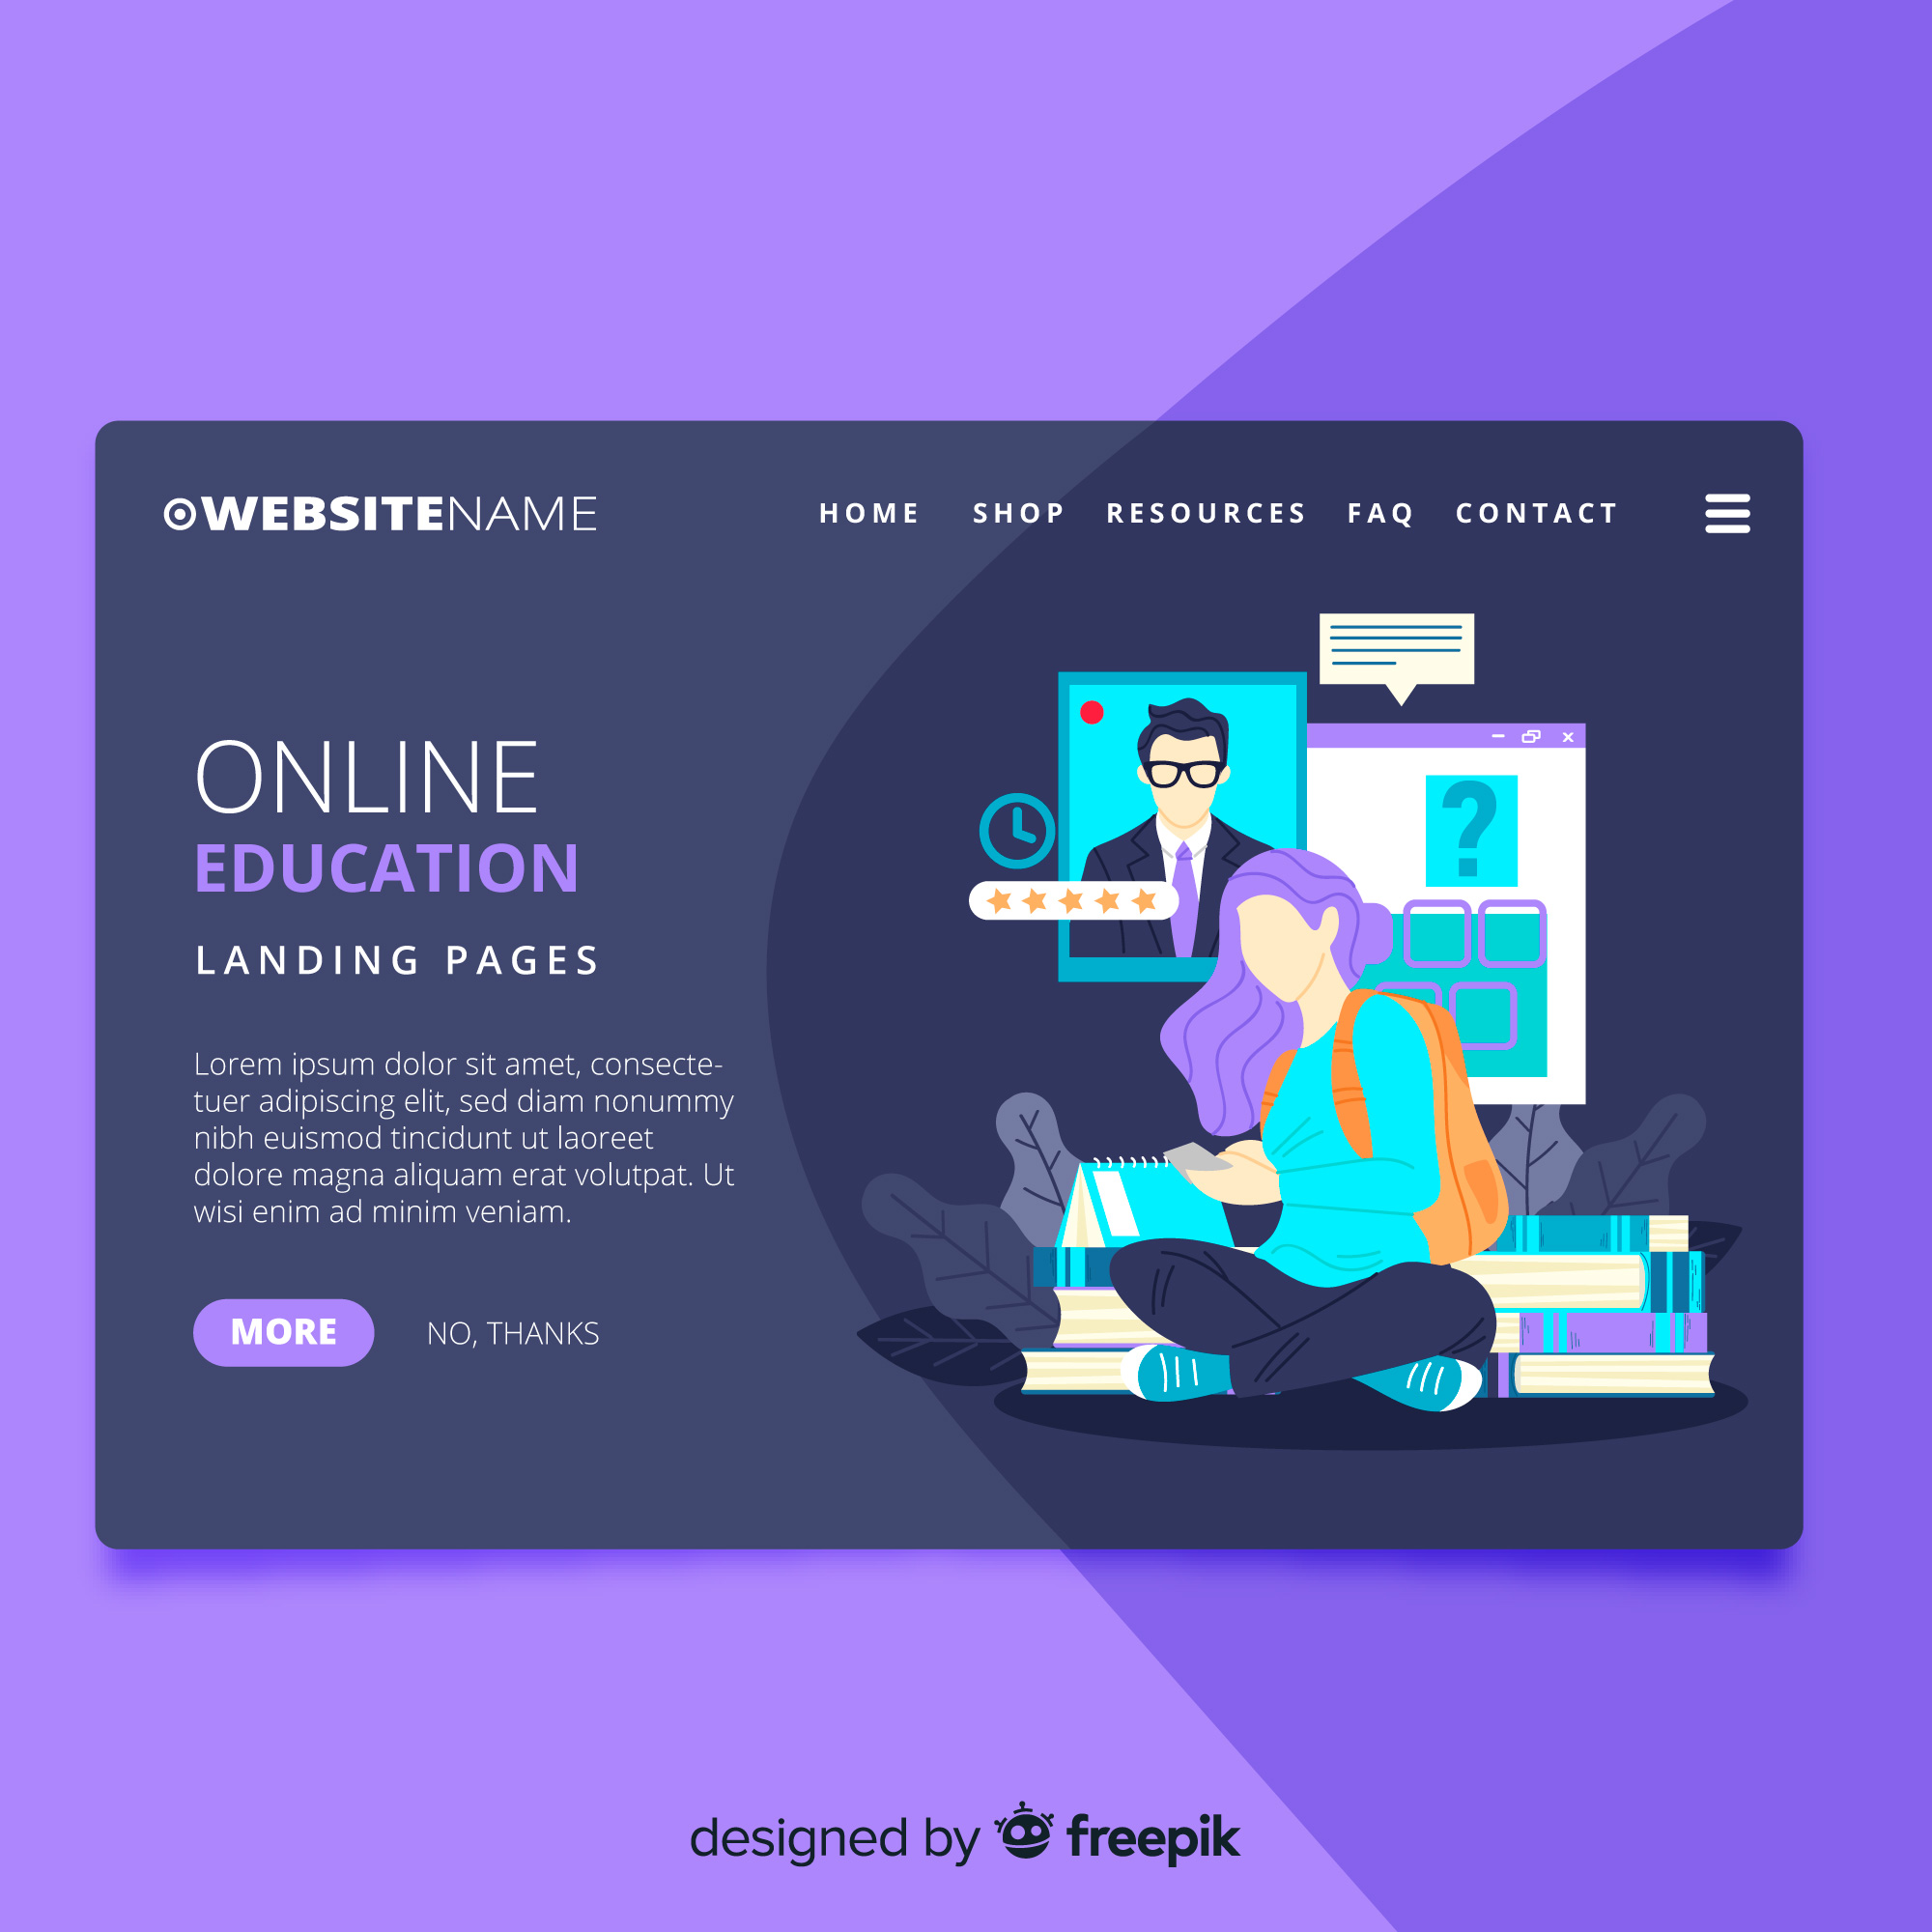 WEBSITENAME HOME SHOP RESOURCES FAQ CONTACT
ONLINE
EDUCATION
LANDING PAGES
Lorem ipsum dolor sit amet, consecte-
tuer adipiscing elit, sed diam nonummy
nibh euismod tincidunt ut laoreet
dolore magna aliquam erat volutpat. Ut
wisi enim ad minim veniam.
MORE NO, THANKS
?
designed by freepik